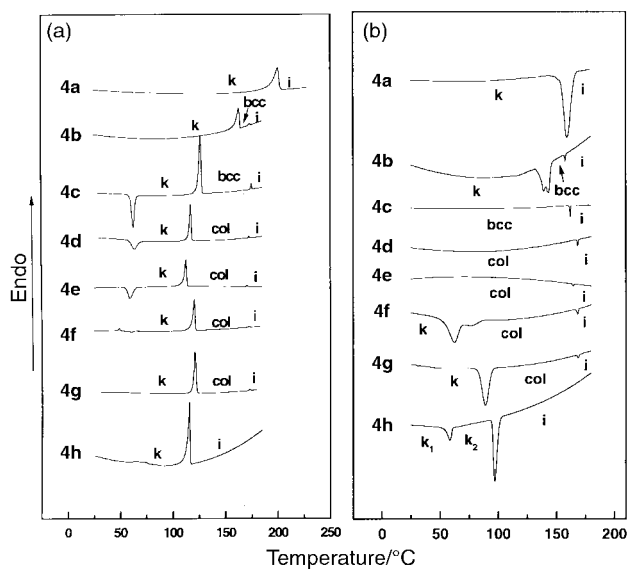 (a)
4a k i
4b k bcc i
4c k bcc i
4d k col i
4e k col i
4f k col i
4g k col i
4h k i
0 50 100 150 200 250
(b)
4a k i
4b k bcc i
4c bcc i
4d col i
4e col i
4f k col i
4g k col i
4h k1 k2 i
0 50 100 150 200
Endo
Temperature/°C